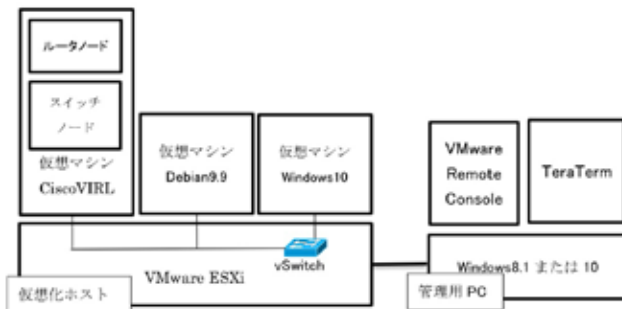 ルータノード
スイッチ
ノード
仮想マシン
CiscoVIRL
仮想マシン
Debian9.9
仮想マシン
Windows10
VMware
Remote
Console
TeraTerm
vSwitch
VMware ESXi
仮想化ホスト
Windows8.1 または 10
管理用 PC